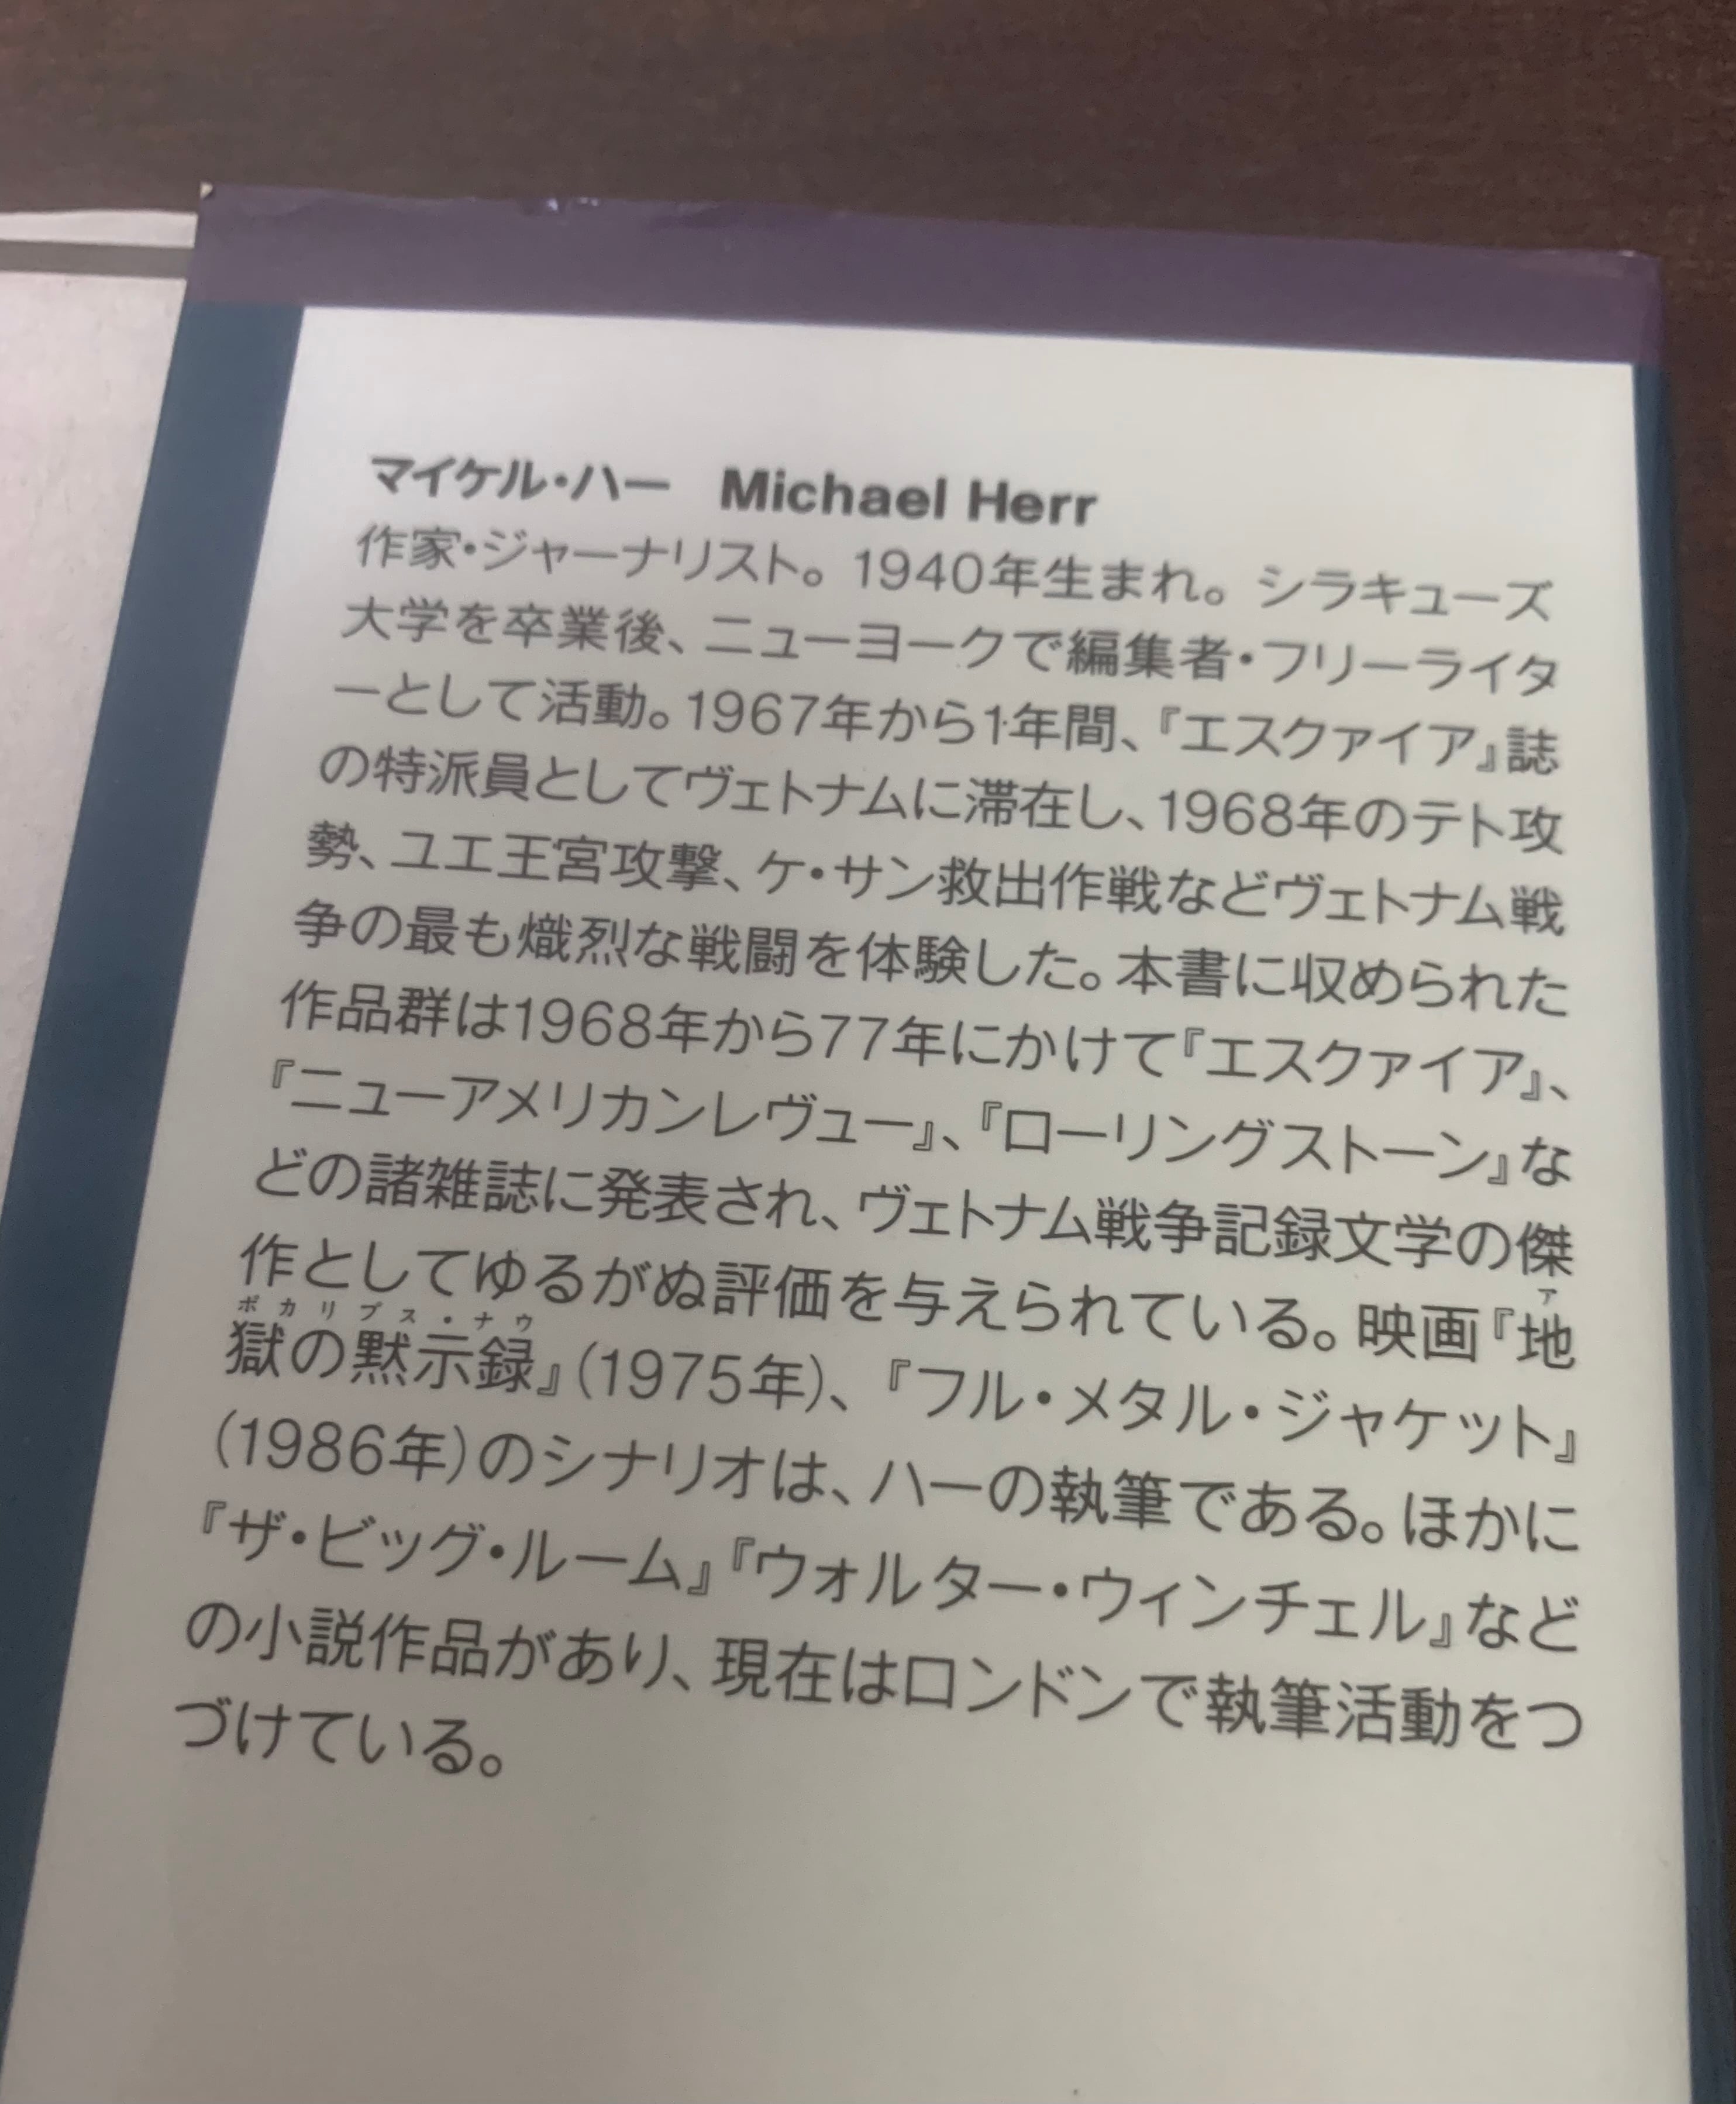 マイケル・ハー Michael Herr
作家・ジャーナリスト。1940年生まれ。シラキューズ
大学を卒業後、ニューヨークで編集者・フリーライタ
ーとして活動。1967年から1年間、『エスクァイア』誌
の特派員としてヴェトナムに滞在し、1968年のテト攻
勢、ユエ王宮攻撃、ケ・サン救出作戦などヴェトナム戦
争の最も熾烈な戦闘を体験した。本書に収められた
作品群は1968年から77年にかけて『エスクァイア』、
『ニューアメリカンレヴュー』、『ローリングストーン』な
どの諸雑誌に発表され、ヴェトナム戦争記録文学の傑
ア
作としてゆるがぬ評価を与えられている。映画『地
ポカリプス・ナウ
獄の黙示録』(1975年)、『フル・メタル・ジャケット』
(1986年)のシナリオは、ハーの執筆である。ほかに
『ザ・ビッグ・ルーム』『ウォルター・ウィンチェル』など
の小説作品があり、現在はロンドンで執筆活動をつ
づけている。